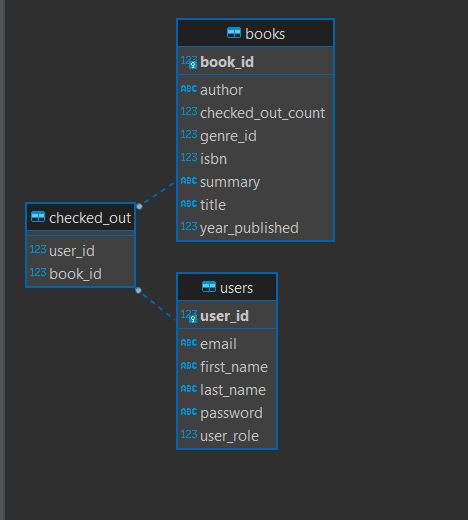 books
123 book_id
ABC author
123 checked_out_count
123 genre_id
123 isbn
ABC summary
ABC title
123 year_published
checked_out
123 user_id
123 book_id
users
123 user_id
ABC email
ABC first_name
ABC last_name
ABC password
123 user_role